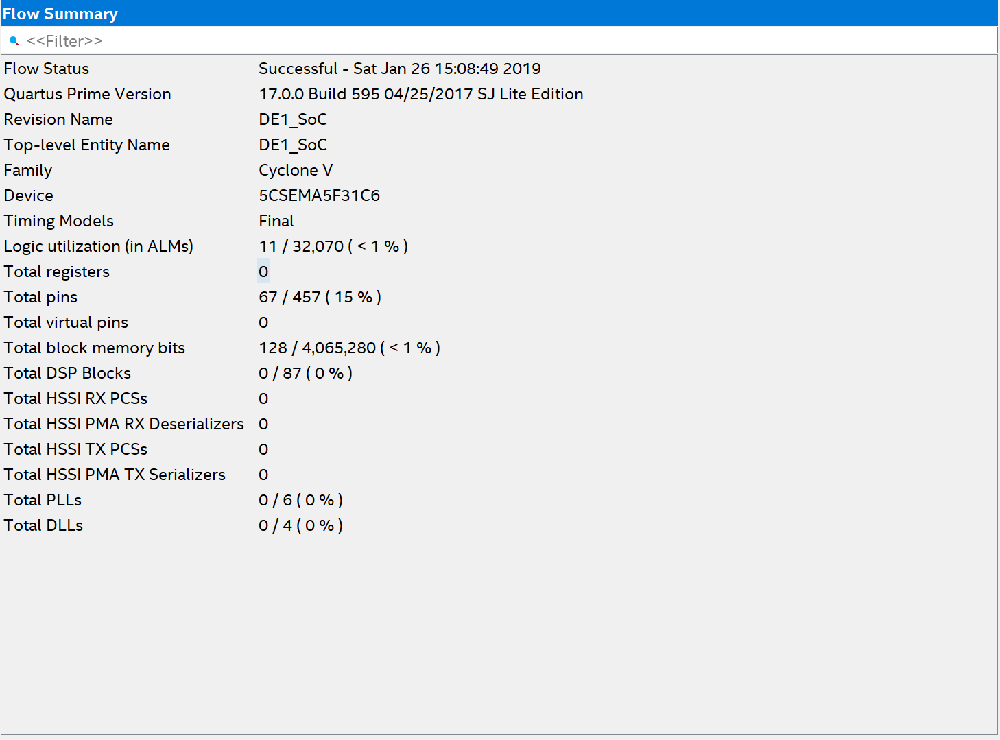 Flow Summary
<<Filter>>
Flow Status Successful - Sat Jan 26 15:08:49 2019
Quartus Prime Version 17.0.0 Build 595 04/25/2017 SJ Lite Edition
Revision Name DE1_SoC
Top-level Entity Name DE1_SoC
Family Cyclone V
Device 5CSEMA5F31C6
Timing Models Final
Logic utilization (in ALMs) 11 / 32,070 ( < 1 % )
Total registers 0
Total pins 67 / 457 ( 15 % )
Total virtual pins 0
Total block memory bits 128 / 4,065,280 ( < 1 % )
Total DSP Blocks 0 / 87 ( 0 % )
Total HSSI RX PCSs 0
Total HSSI PMA RX Deserializers 0
Total HSSI TX PCSs 0
Total HSSI PMA TX Serializers 0
Total PLLs 0 / 6 ( 0 % )
Total DLLs 0 / 4 ( 0 % )